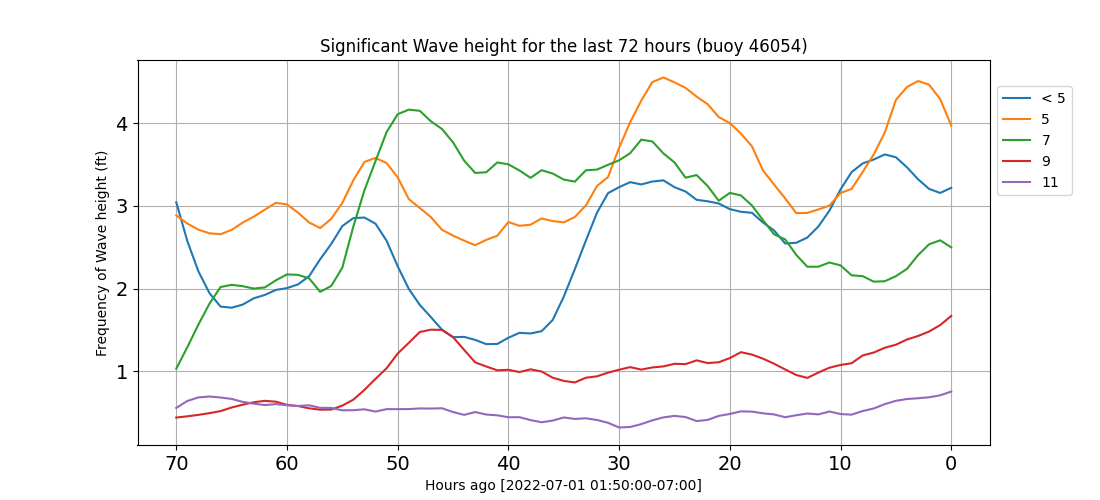 Significant Wave height for the last 72 hours (buoy 46054)
Frequency of Wave height (ft)
4
3
2
1
70 60 50 40 30 20 10 0
Hours ago [2022-07-01 01:50:00-07:00]
< 5
5
7
9
11